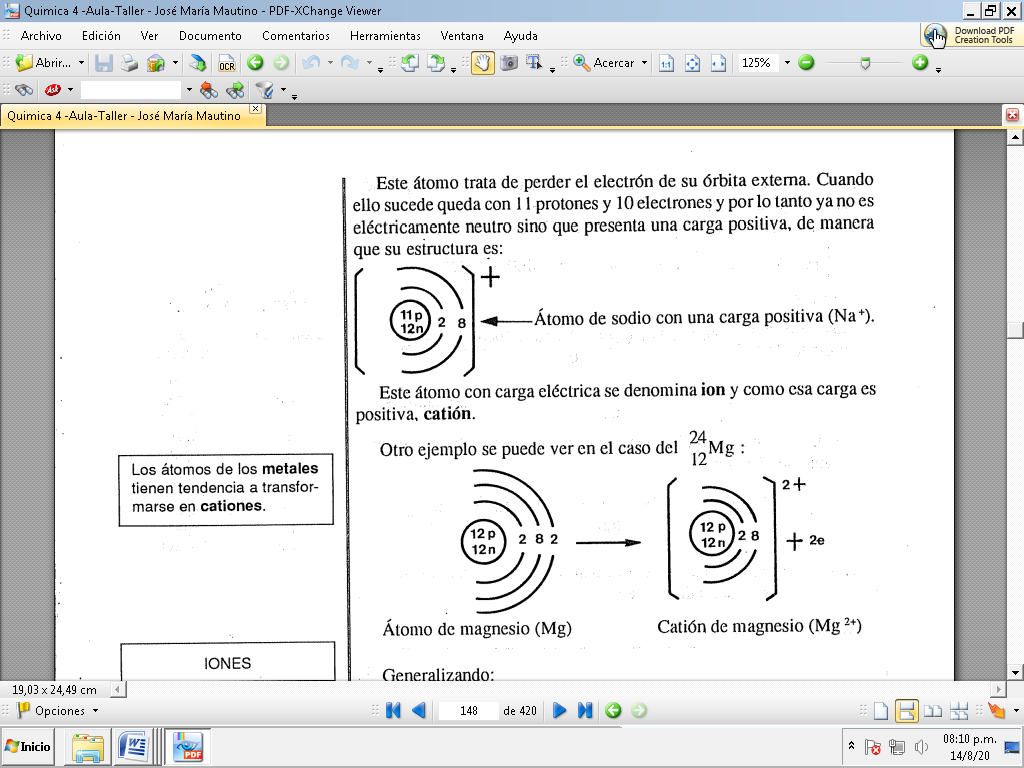 Quimica 4 -Aula-Taller - José María Mautino - PDF-XChange Viewer
Archivo Edición Ver Documento Comentarios Herramientas Ventana Ayuda
Download PDF
Creation Tools
Abrir... OCR Acercar 1:1 125%
Quimica 4 -Aula-Taller - José María Mautino
Este átomo trata de perder el electrón de su órbita externa. Cuando
ello sucede queda con 11 protones y 10 electrones y por lo tanto ya no es
eléctricamente neutro sino que presenta una carga positiva, de manera
que su estructura es:
+
11 p
12n 2 8
Átomo de sodio con una carga positiva (Na+).
Este átomo con carga eléctrica se denomina ion y como esa carga es
positiva, catión.
Otro ejemplo se puede ver en el caso del 24 12 Mg :
Los átomos de los metales
tienen tendencia a transfor-
marse en cationes.
12 p
12n 2 8 2
12 p
12n 2 8
2+
+ 2e
Átomo de magnesio (Mg)
Catión de magnesio (Mg 2+)
IONES
Generalizando:
19,03 x 24,49 cm
Opciones 148 de 420
Inicio PDF 08:10 p.m.
14/8/20